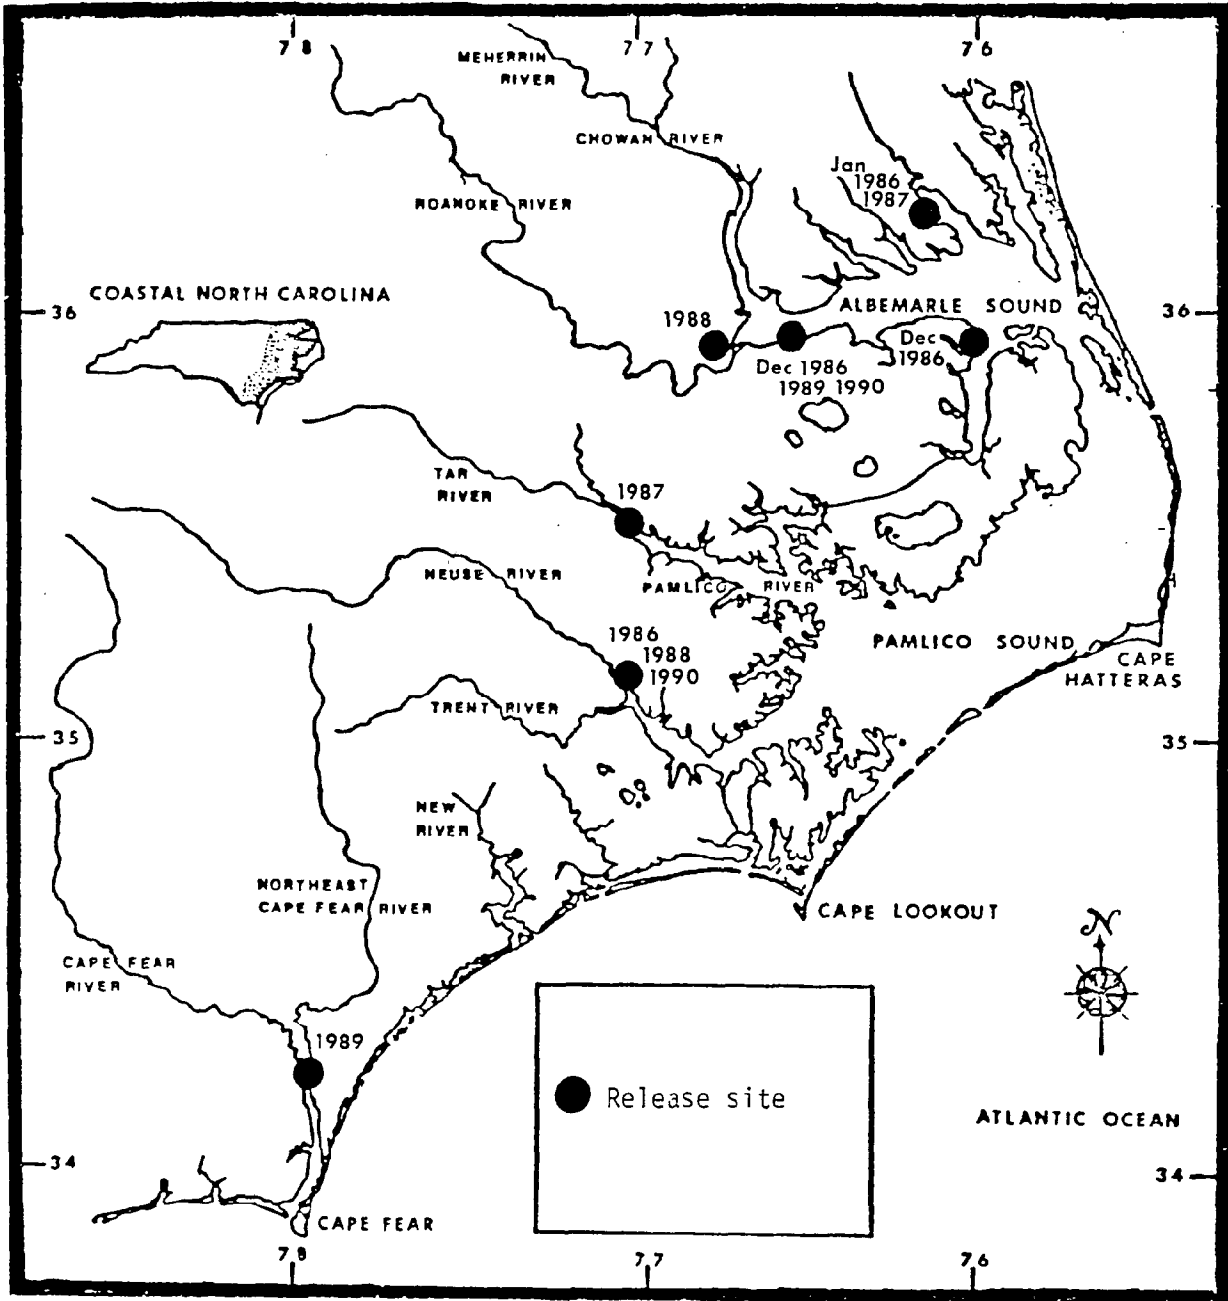 78
77
76
MEHERRIN
RIVER
CHOWAN RIVER
Jan
1986
1987
ROANOKE RIVER
COASTAL NORTH CAROLINA
36
ALBEMARLE SOUND
36
1988
Dec
1986
Dec 1986
1989 1990
TAR
RIVER
1987
NEUSE RIVER
PAMLICO RIVER
1986
1988
1990
PAMLICO SOUND
CAPE
HATTERAS
TRENT RIVER
35
35
NEW
RIVER
NORTHEAST
CAPE FEAR RIVER
CAPE LOOKOUT
N
CAPE FEAR
RIVER
1989
Release site
ATLANTIC OCEAN
34
34
CAPE FEAR
78
77
76